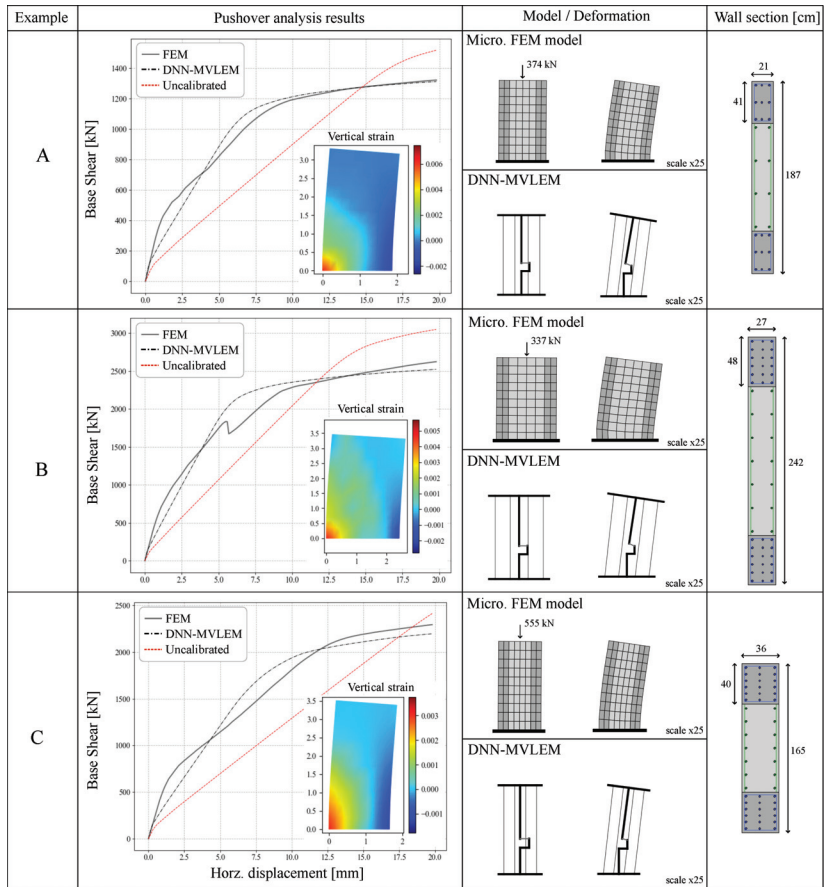 Example Pushover analysis results Model / Deformation Wall section [cm]
A
Base Shear [kN]
1400
1200
1000
800
600
400
200
0
0.0 2.5 5.0 7.5 10.0 12.5 15.0 17.5 20.0
FEM
DNN-MVLEM
Uncalibrated
Vertical strain
3.0
2.5
2.0
1.5
1.0
0.5
0.0
0 1 2
0.006
0.004
0.002
0.000
−0.002
Micro. FEM model
374 kN
scale x25
DNN-MVLEM
scale x25
21
41
187
B
Base Shear [kN]
3000
2500
2000
1500
1000
500
0
0.0 2.5 5.0 7.5 10.0 12.5 15.0 17.5 20.0
FEM
DNN-MVLEM
Uncalibrated
Vertical strain
3.5
3.0
2.5
2.0
1.5
1.0
0.5
0.0
0 1 2
0.005
0.004
0.003
0.002
0.001
0.000
−0.001
−0.002
Micro. FEM model
337 kN
scale x25
DNN-MVLEM
scale x25
27
48
242
C
Base Shear [kN]
2500
2000
1500
1000
500
0
0.0 2.5 5.0 7.5 10.0 12.5 15.0 17.5 20.0
Horz. displacement [mm]
FEM
DNN-MVLEM
Uncalibrated
Vertical strain
3.5
3.0
2.5
2.0
1.5
1.0
0.5
0.0
0 1 2
0.003
0.002
0.001
0.000
−0.001
Micro. FEM model
555 kN
scale x25
DNN-MVLEM
scale x25
36
40
165